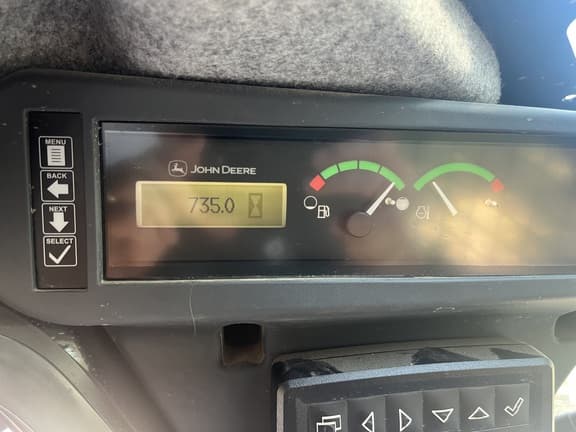 MENU
BACK
NEXT
SELECT
JOHN DEERE
735.0